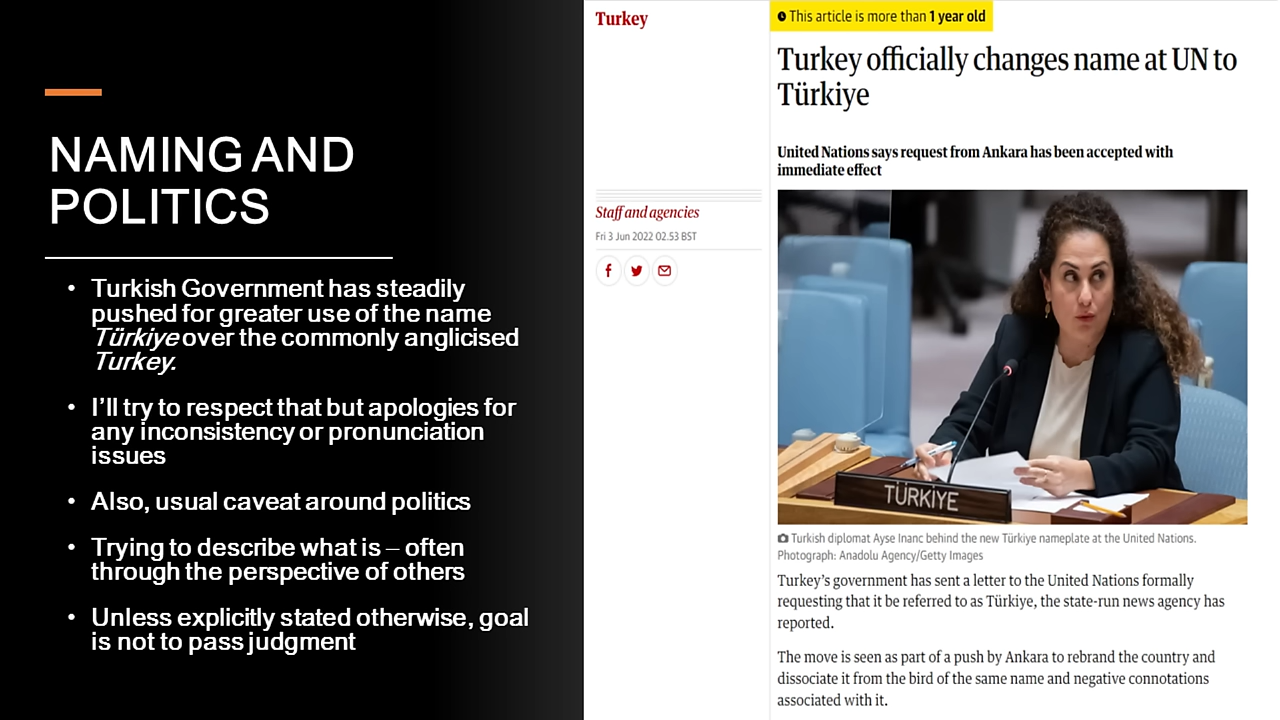 NAMING AND
POLITICS
• Turkish Government has steadily
pushed for greater use of the name
Türkiye over the commonly anglicised
Turkey.
• I'll try to respect that but apologies for
any inconsistency or pronunciation
issues
• Also, usual caveat around politics
• Trying to describe what is – often
through the perspective of others
• Unless explicitly stated otherwise, goal
is not to pass judgment
Turkey
Staff and agencies
Fri 3 Jun 2022 02.53 BST
This article is more than 1 year old
Turkey officially changes name at UN to
Türkiye
United Nations says request from Ankara has been accepted with
immediate effect
TÜRKİYE
Turkish diplomat Ayse Inanc behind the new Türkiye nameplate at the United Nations.
Photograph: Anadolu Agency/Getty Images
Turkey's government has sent a letter to the United Nations formally
requesting that it be referred to as Türkiye, the state-run news agency has
reported.
The move is seen as part of a push by Ankara to rebrand the country and
dissociate it from the bird of the same name and negative connotations
associated with it.